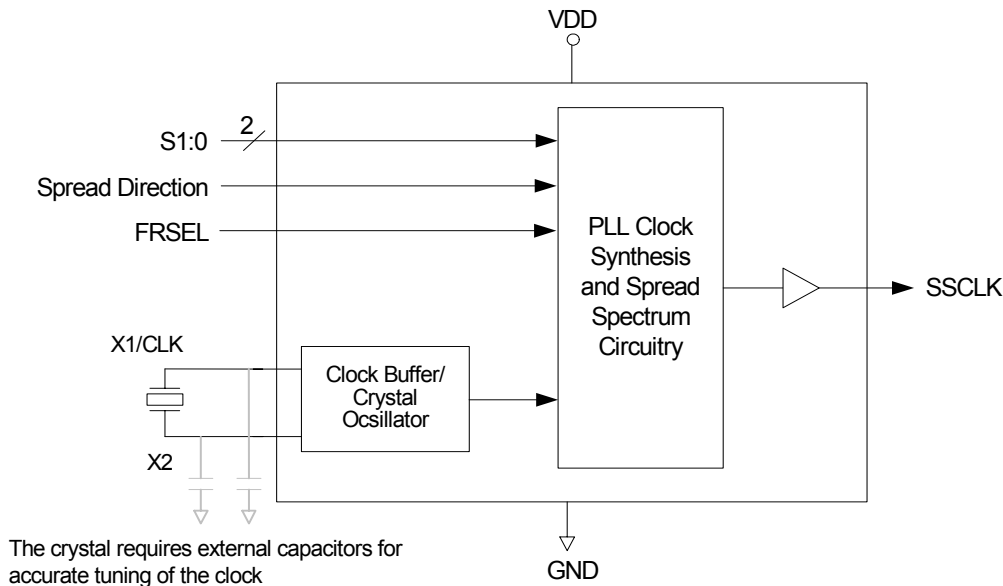 VDD
2
S1:0
Spread Direction
FRSEL
PLL Clock
Synthesis
and Spread
Spectrum
Circuitry
SSCLK
X1/CLK
Clock Buffer/
Crystal
Ocsillator
X2
The crystal requires external capacitors for
accurate tuning of the clock
GND